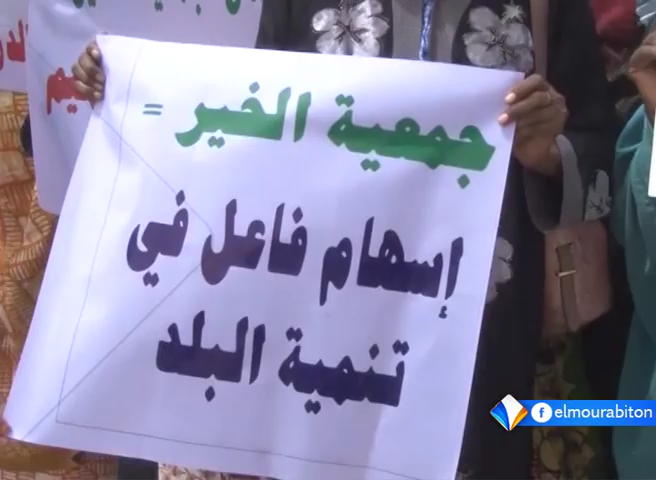 جمعية الخير =
إسهام فاعل في
تنمية البلد
elmourabiton